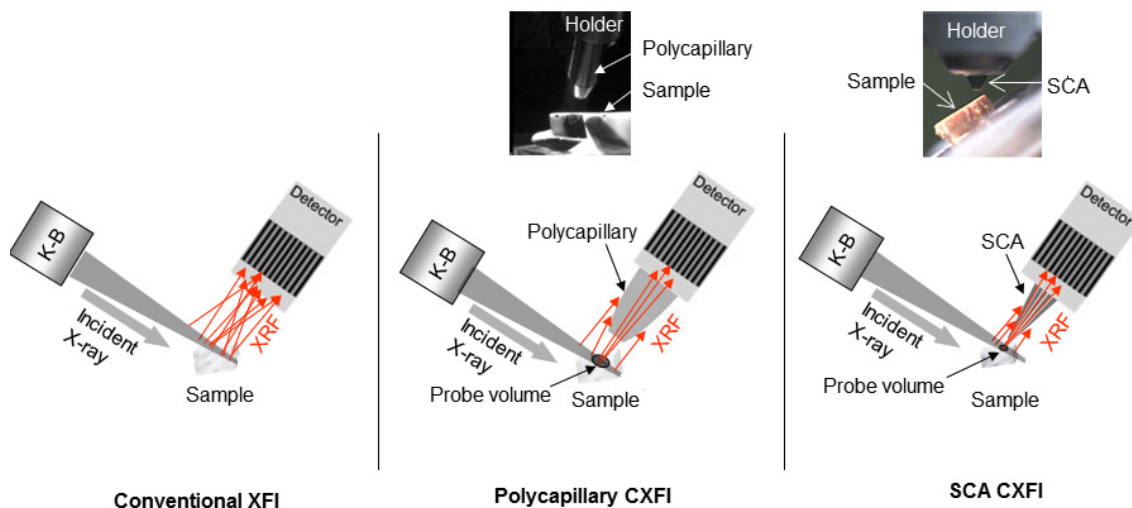 Holder
Polycapillary
Sample
Holder
Sample
SCA
Detector
K-B
Incident
X-ray
XRF
Sample
Conventional XFI
Detector
Polycapillary
K-B
Incident
X-ray
XRF
Probe volume
Sample
Polycapillary CXFI
Detector
SCA
K-B
Incident
X-ray
XRF
Probe volume
Sample
SCA CXFI